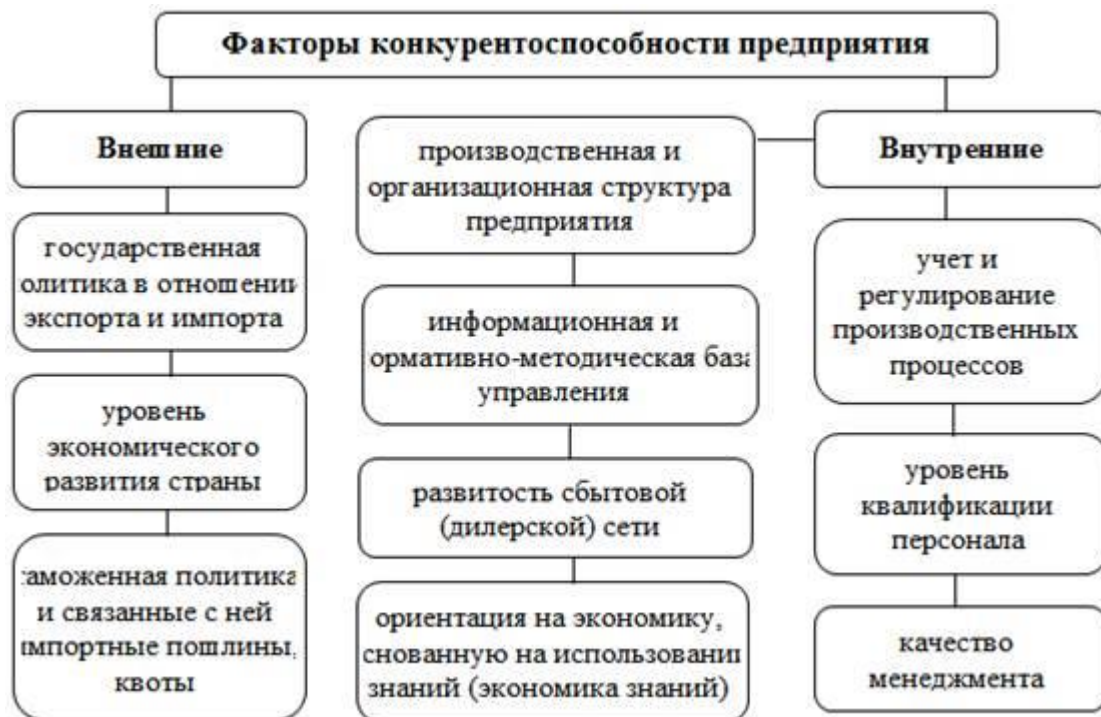 Факторы конкурентоспособности предприятия
Внешние
государственная
олитика в отношении
экспорта и импорта
уровень
экономического
развития страны
таможенная политика
и связанные с ней
импортные пошлины,
квоты
производственная и
организационная структура
предприятия
информационная и
ормативно-методическая база
управления
развитость сбытовой
(дилерской) сети
ориентация на экономику,
снованную на использовании
знаний (экономика знаний)
Внутренние
учет и
регулирование
производственных
процессов
уровень
квалификации
персонала
качество
менеджмента